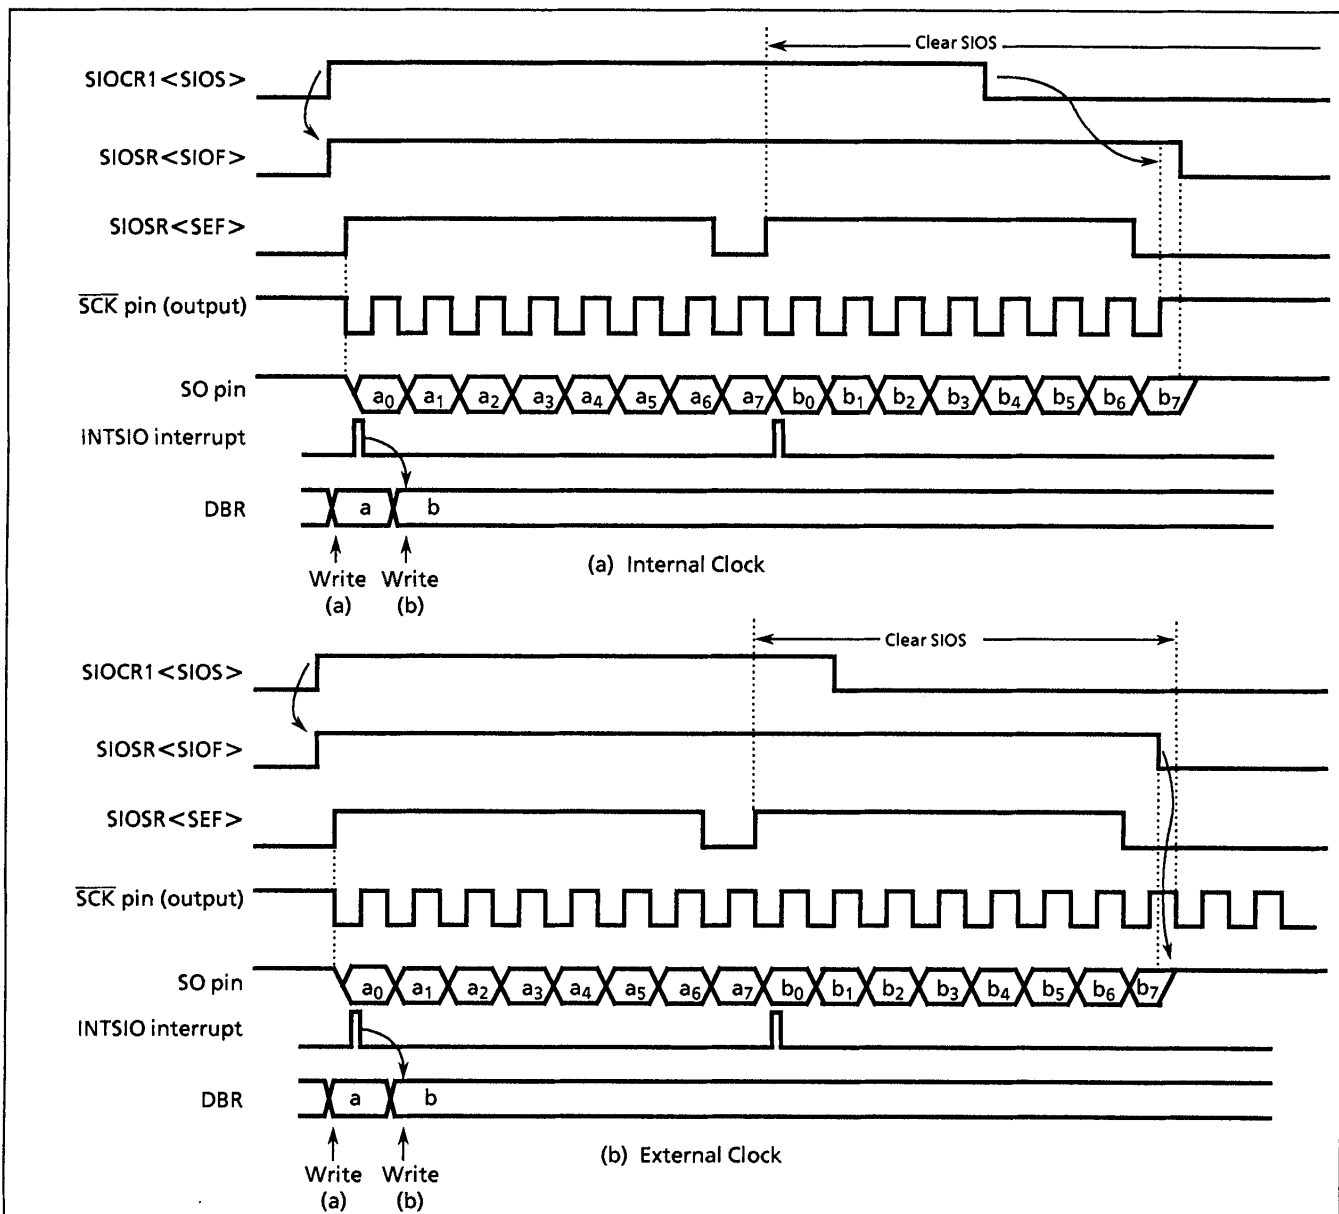 Clear SIOS
SIOCR1<SIOS>
SIOSR<SIOF>
SIOSR<SEF>
SCK pin (output)
SO pin
a0 a1 a2 a3 a4 a5 a6 a7 b0 b1 b2 b3 b4 b5 b6 b7
INTSIO interrupt
DBR
a b
Write (a)
Write (b)
(a) Internal Clock
Clear SIOS
SIOCR1<SIOS>
SIOSR<SIOF>
SIOSR<SEF>
SCK pin (output)
SO pin
a0 a1 a2 a3 a4 a5 a6 a7 b0 b1 b2 b3 b4 b5 b6 b7
INTSIO interrupt
DBR
a b
Write (a)
Write (b)
(b) External Clock